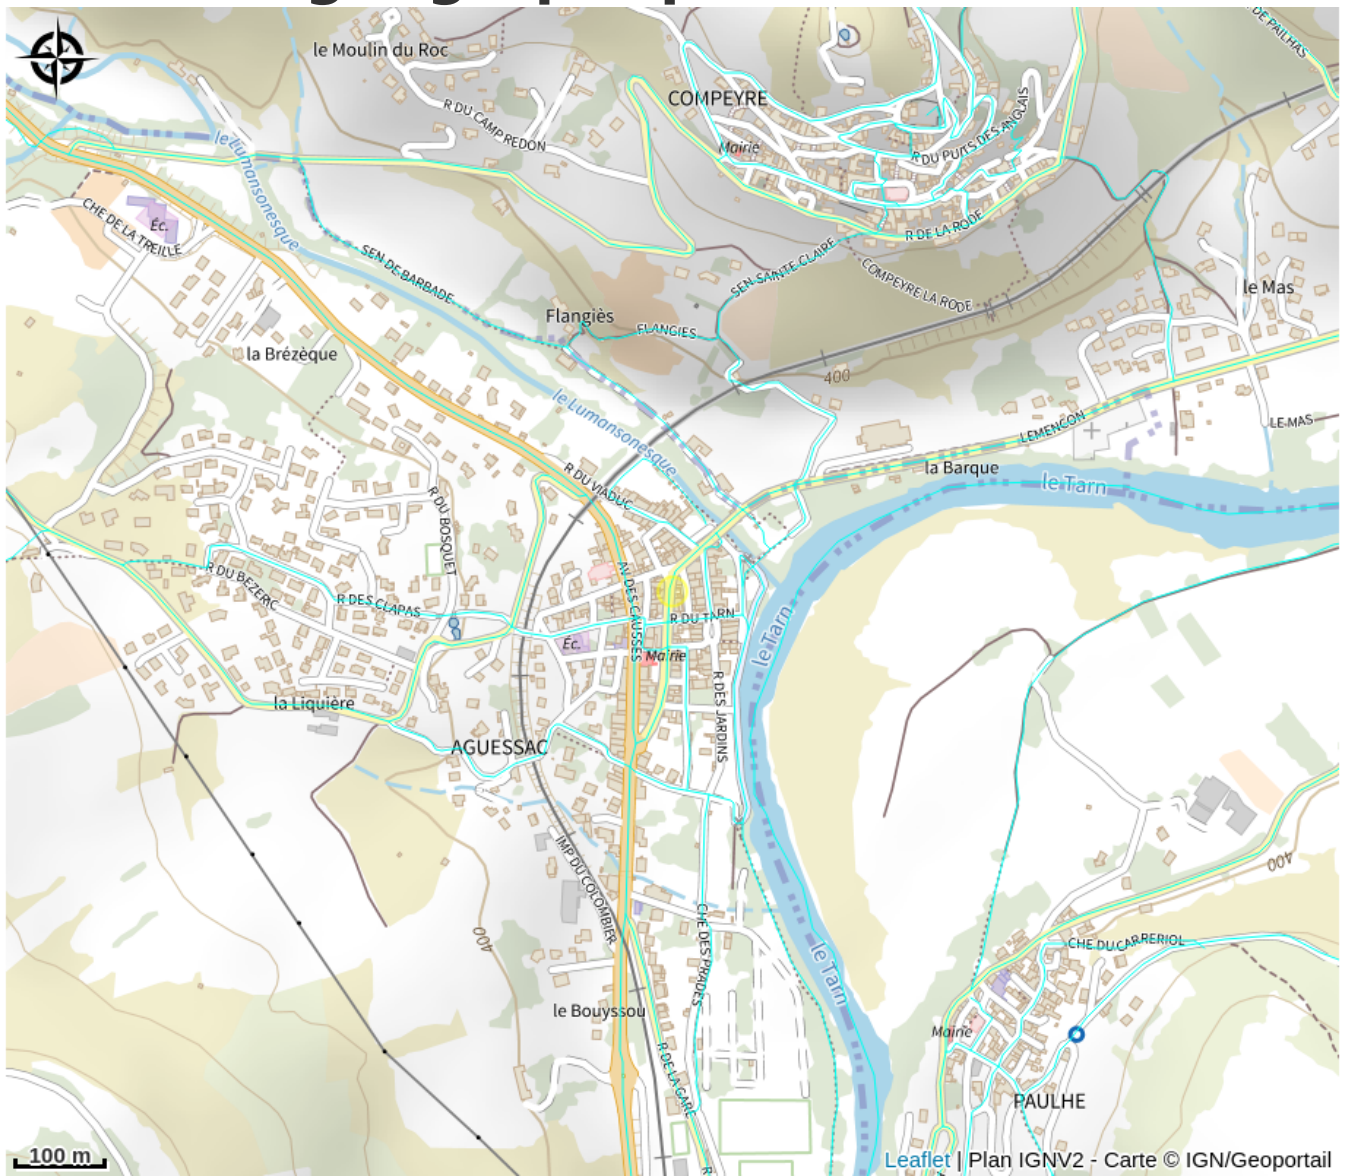 le Moulin du Roc
DE PAILHAS
COMPEYRE
R DU CAMP REDON
R DU PUITS DES ANGLAIS
Mairie
le Lumansonesque
Éc.
CHE DE LA TREILLE
R DE LA RODE
SEN DE BARBADE
SEN SAINTE CLAIRE
COMPEYRE LA RODE
le Mas
Flangiès
FLANGIES
la Brézèque
400
le Lumansonesque
LEMENCON
LE MAS
la Barque
le Tarn
R DU VIADUC
R DU BOSQUET
R DU BEZERIC
R DES CLAPAS
AV DES CAUSSES
R DU TARN
le Tarn
Éc.
Mairie
la Liquière
R DES JARDINS
AGUESSAC
IMP DU COLOMBIER
400
400
CHE DES PRADES
CHE DU CARRERIOL
le Tarn
le Bouyssou
Mairie
R DE LA GARE
PAULHE
100 m
R
Leaflet | Plan IGNV2 - Carte © IGN/Geoportail